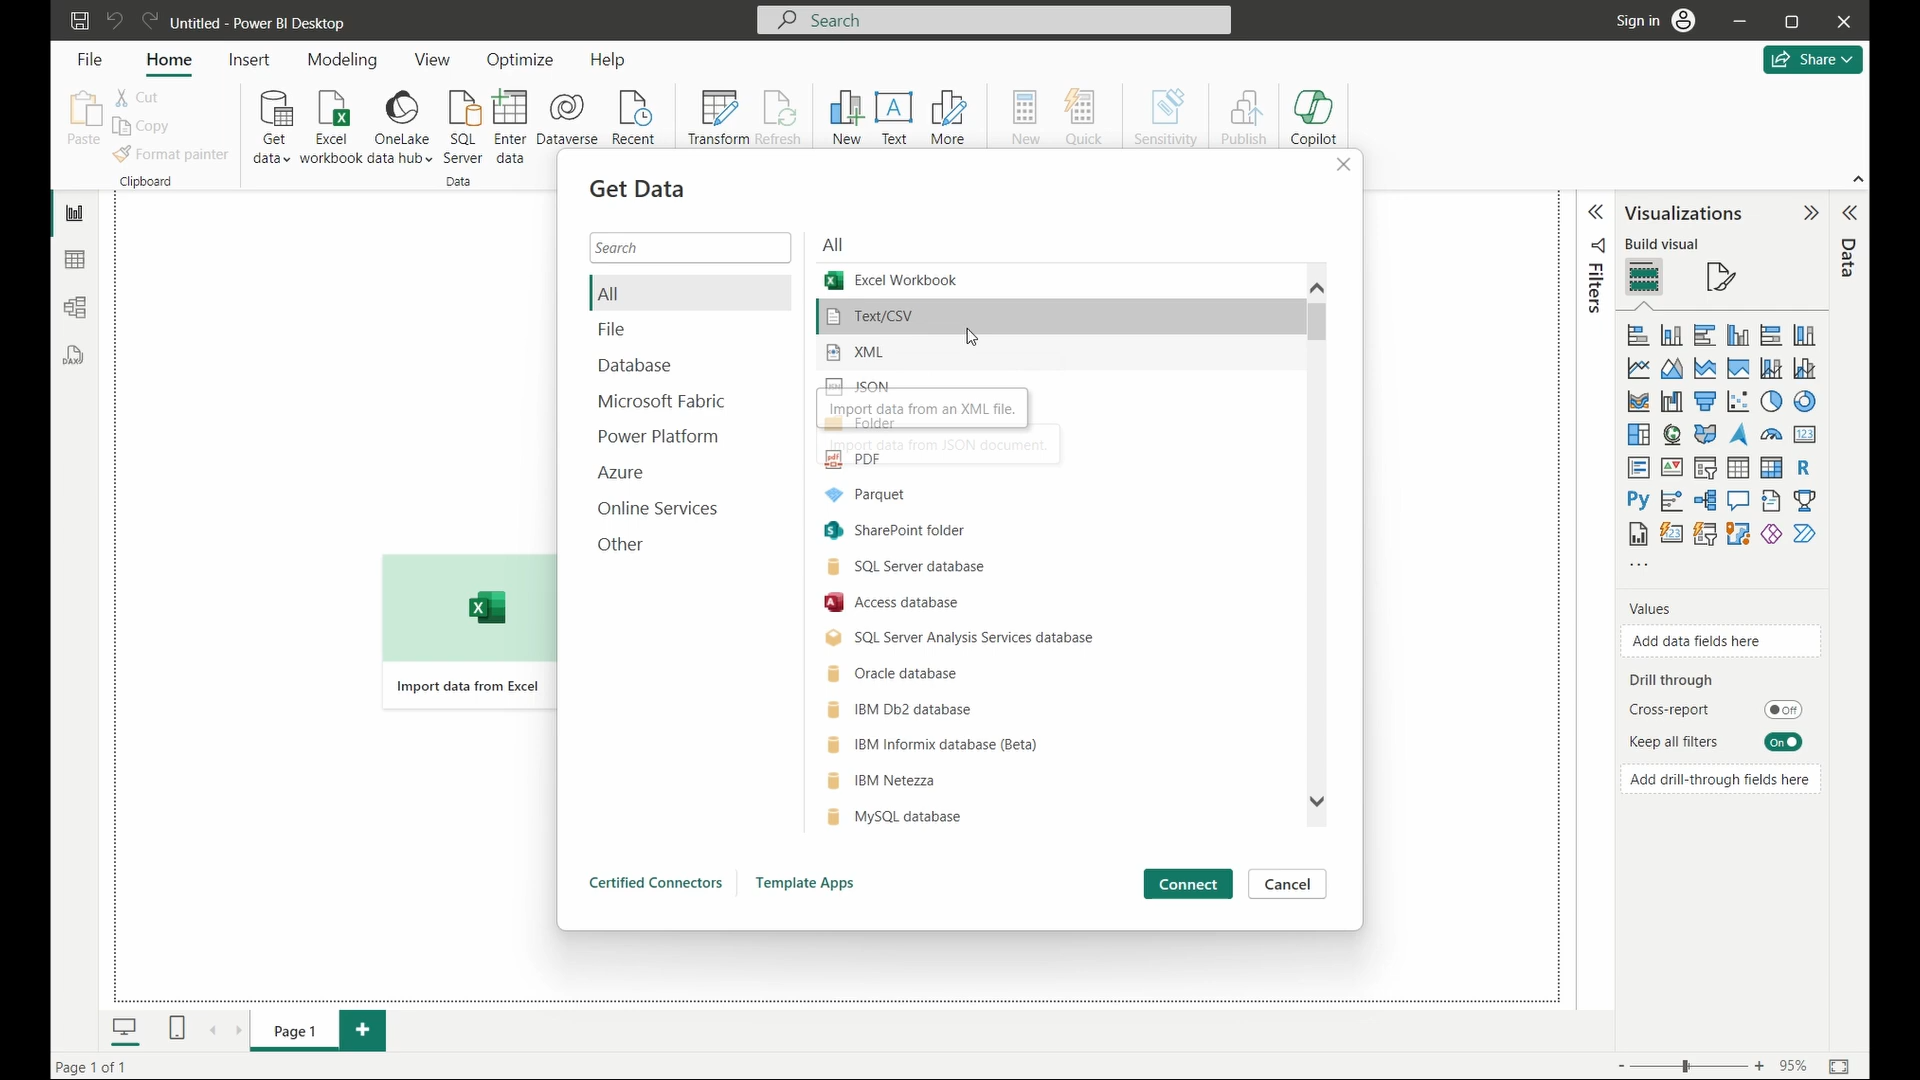 Untitled - Power BI Desktop
Search
Sign in
File
Home
Insert
Modeling
View
Optimize
Help
Share
Paste
Cut
Copy
Format painter
Clipboard
Get
data
Excel
workbook
OneLake
data hub
SQL
Server
Enter
data
Dataverse
Recent
Data
Transform
Refresh
New
Text
More
New
Quick
Sensitivity
Publish
Copilot
Get Data
Search
All
File
Database
Microsoft Fabric
Power Platform
Azure
Online Services
Other
All
Excel Workbook
Text/CSV
XML
JSON
Import data from an XML file.
Folder
Import data from JSON document.
PDF
Parquet
SharePoint folder
SQL Server database
Access database
SQL Server Analysis Services database
Oracle database
IBM Db2 database
IBM Informix database (Beta)
IBM Netezza
MySQL database
Certified Connectors
Template Apps
Connect
Cancel
Import data from Excel
Filters
Visualizations
Build visual
Data
Values
Add data fields here
Drill through
Cross-report
Off
Keep all filters
On
Add drill-through fields here
Page 1
Page 1 of 1
95%